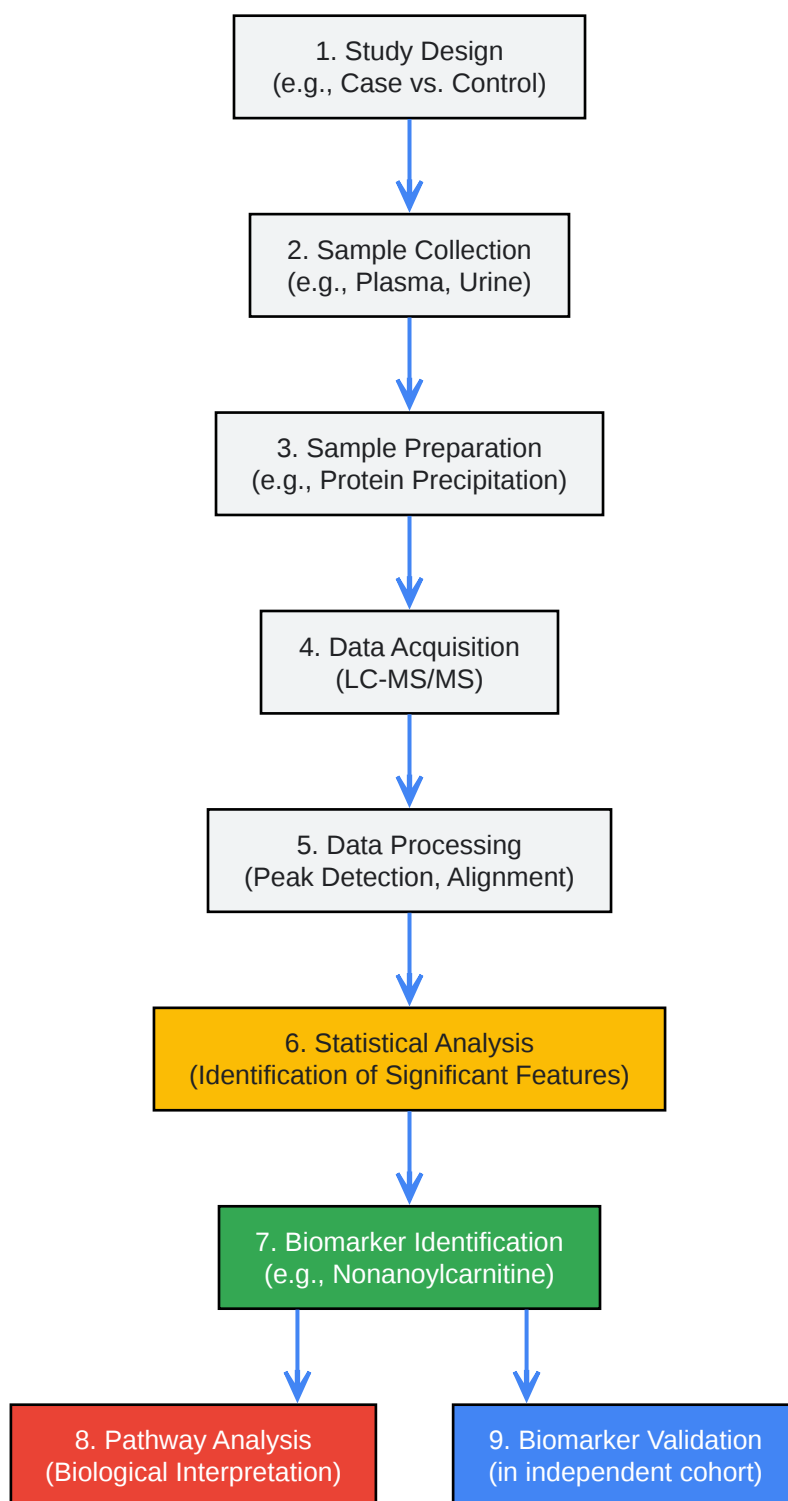 1. Study Design
(e.g., Case vs. Control)
2. Sample Collection
(e.g., Plasma, Urine)
3. Sample Preparation
(e.g., Protein Precipitation)
4. Data Acquisition
(LC-MS/MS)
5. Data Processing
(Peak Detection, Alignment)
6. Statistical Analysis
(Identification of Significant Features)
7. Biomarker Identification
(e.g., Nonanoylcarnitine)
8. Pathway Analysis
(Biological Interpretation)
9. Biomarker Validation
(in independent cohort)